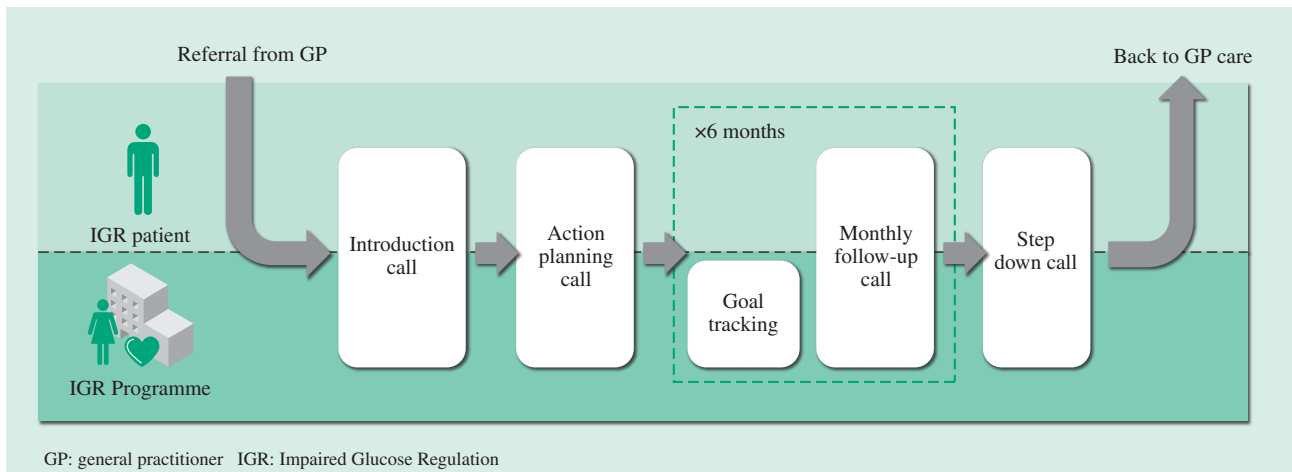 Referral from GP
Back to GP care
×6 months
IGR patient
Introduction
call
Action
planning
call
Goal
tracking
Monthly
follow-up
call
Step
down call
IGR Programme
GP: general practitioner   IGR: Impaired Glucose Regulation